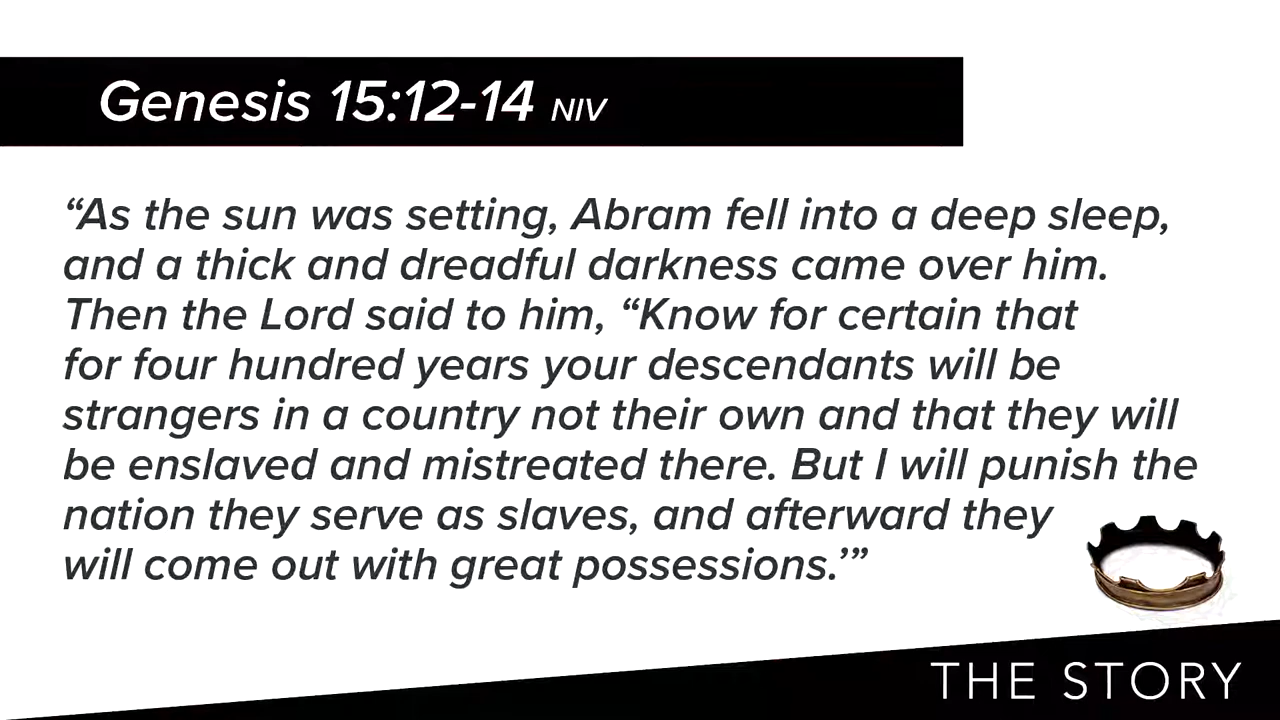 Genesis 15:12-14 NIV
“As the sun was setting, Abram fell into a deep sleep,
and a thick and dreadful darkness came over him.
Then the Lord said to him, “Know for certain that
for four hundred years your descendants will be
strangers in a country not their own and that they will
be enslaved and mistreated there. But I will punish the
nation they serve as slaves, and afterward they
will come out with great possessions.’”
THE STORY